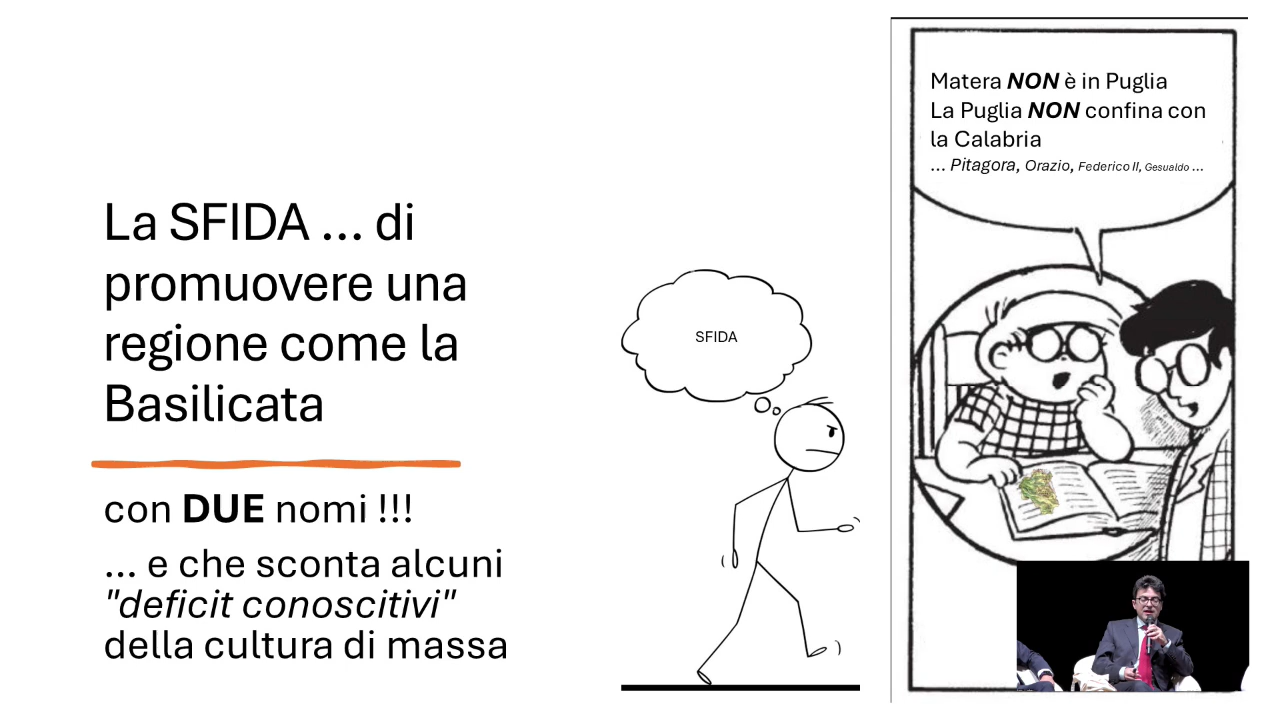 La SFIDA ... di
promuovere una
regione come la
Basilicata
con DUE nomi !!!
... e che sconta alcuni
"deficit conoscitivi"
della cultura di massa
SFIDA
Matera NON è in Puglia
La Puglia NON confina con
la Calabria
... Pitagora, Orazio, Federico II, Gesualdo ...